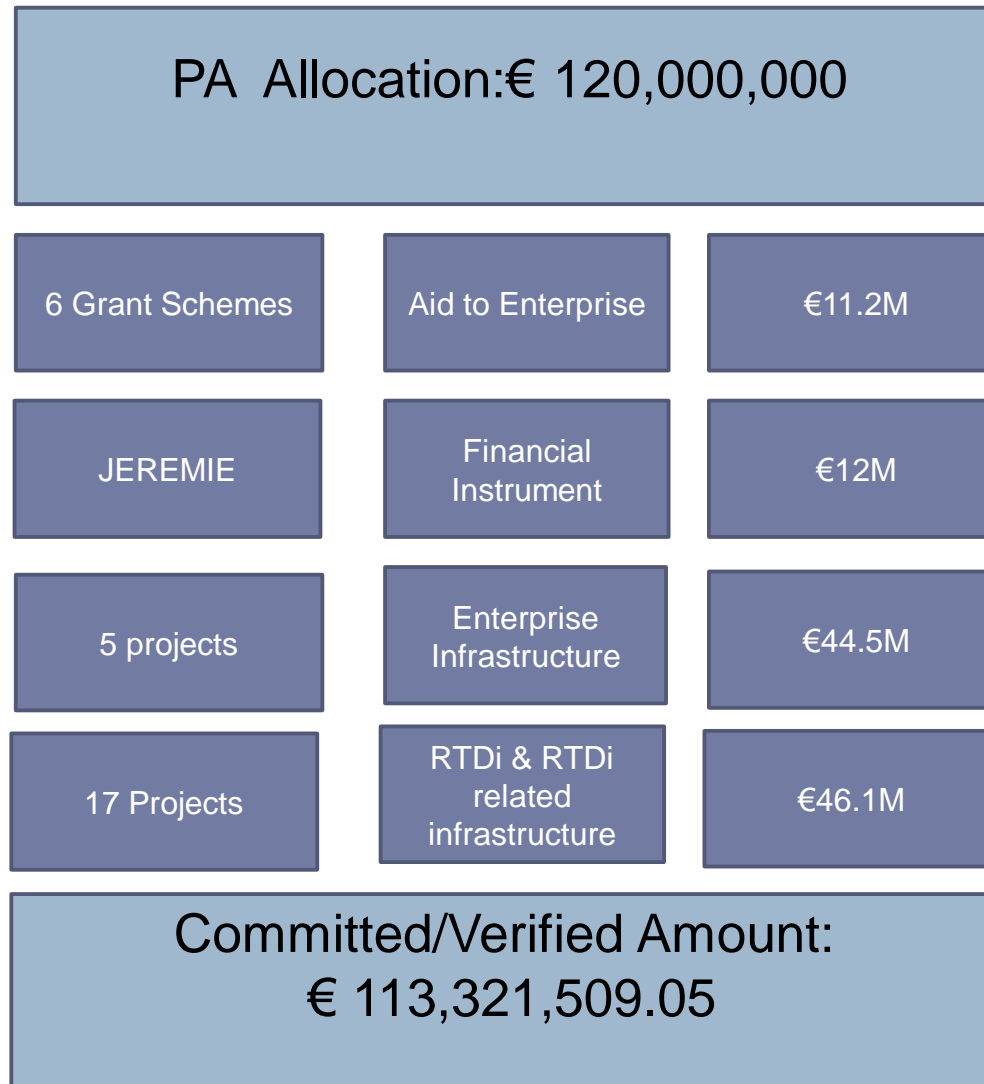 PA Allocation:€ 120,000,000
6 Grant Schemes
Aid to Enterprise
€11.2M
JEREMIE
Financial
Instrument
€12M
5 projects
Enterprise
Infrastructure
€44.5M
17 Projects
RTDi & RTDi
related
infrastructure
€46.1M
Committed/Verified Amount:
€ 113,321,509.05